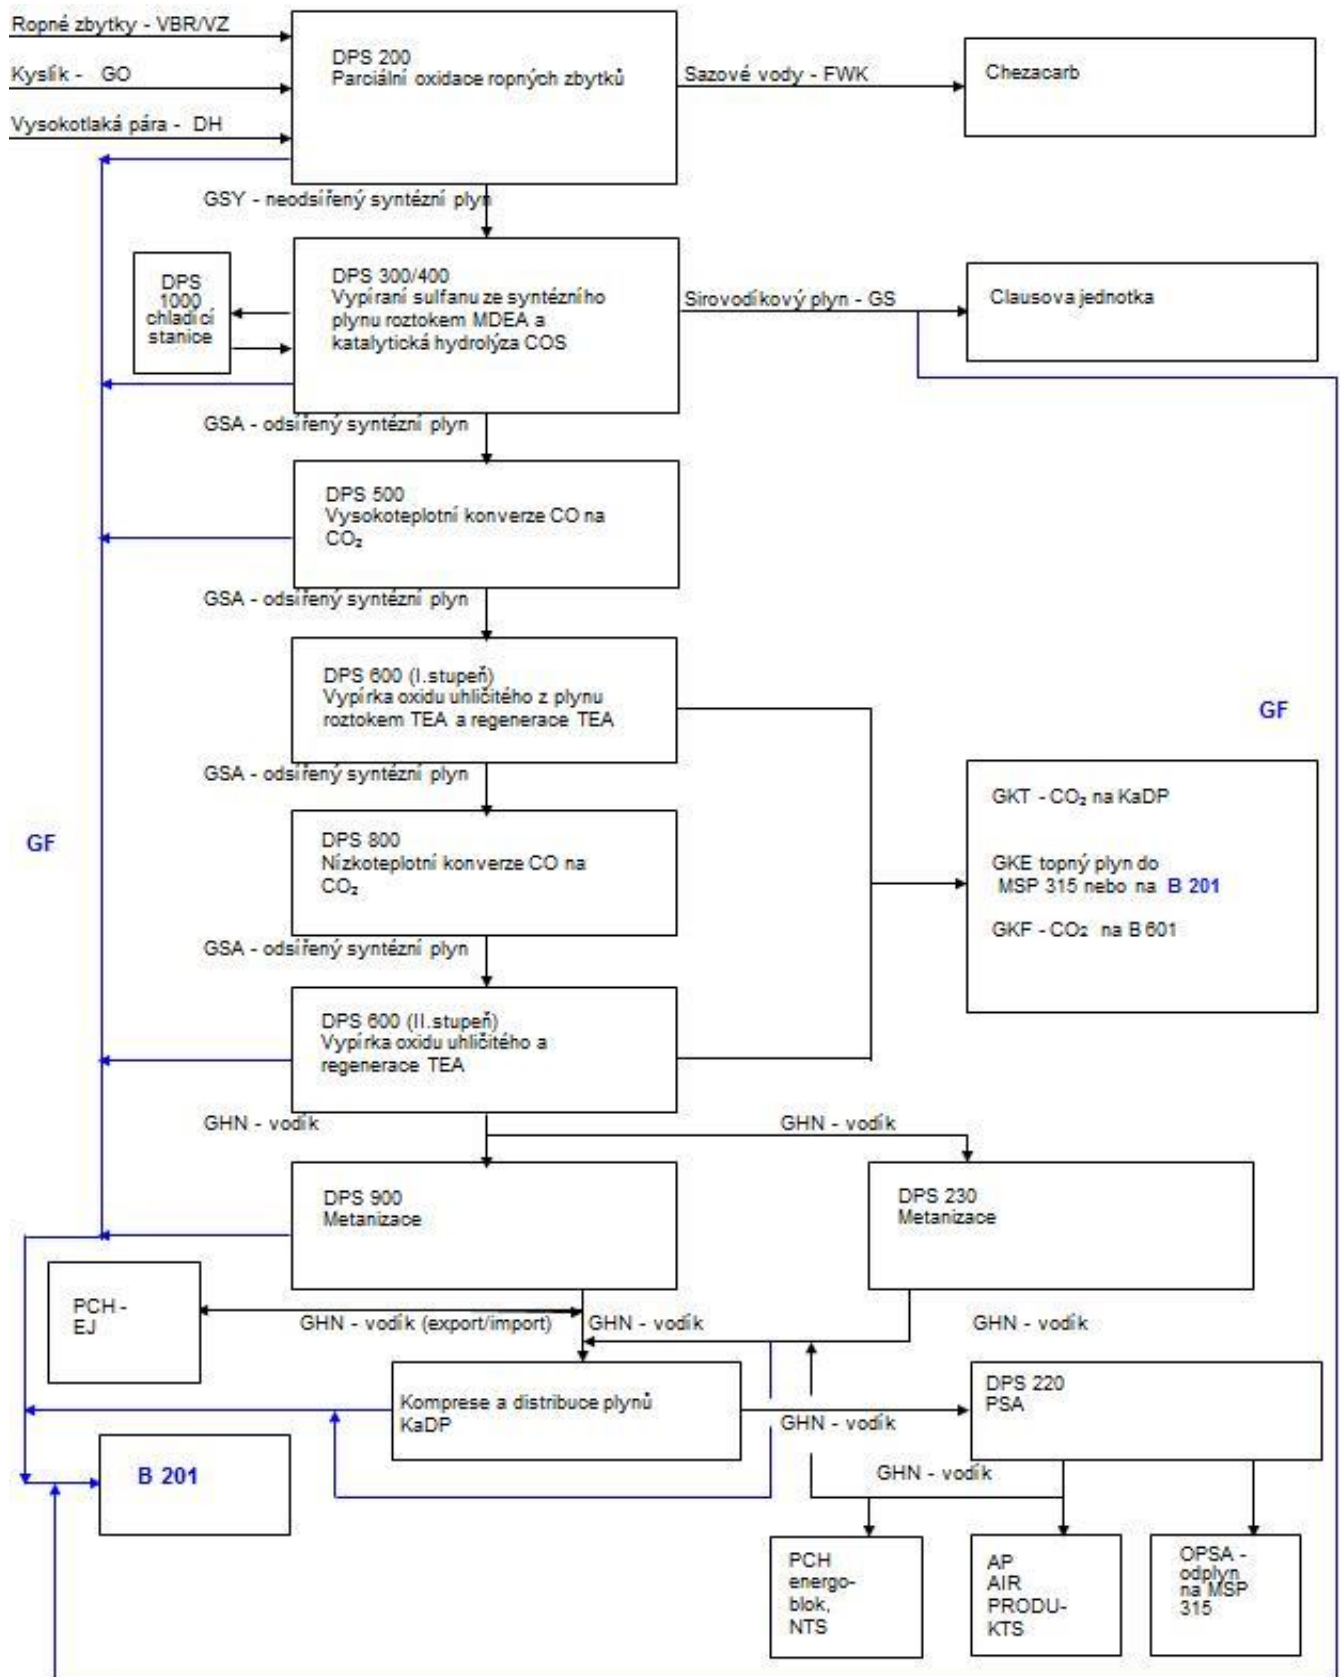 Ropné zbytky - VBR/VZ
Kyslík - GO
Vysokotlaká pára - DH
DPS 200
Parciální oxidace ropných zbytků
Sazové vody - FWK
Chezacarb
GSY - neodsířený syntézní plyn
DPS
1000
chladící
stanice
DPS 300/400
Vypíraní sulfanu ze syntézního
plynu roztokem MDEA a
katalytická hydrolýza COS
Sirovodíkový plyn - GS
Clausova jednotka
GSA - odsířený syntézní plyn
DPS 500
Vysokoteplotní konverze CO na
CO₂
GSA - odsířený syntézní plyn
DPS 600 (I.stupeň)
Vypírka oxidu uhličitého z plynu
roztokem TEA a regenerace TEA
GF
GSA - odsířený syntézní plyn
GKT - CO₂ na KaDP
GKE topný plyn do
MSP 315 nebo na B 201
GKF - CO₂ na B 601
GF
DPS 800
Nízkoteplotní konverze CO na
CO₂
GSA - odsířený syntézní plyn
DPS 600 (II.stupeň)
Vypírka oxidu uhličitého a
regenerace TEA
GHN - vodík
GHN - vodík
DPS 900
Metanizace
DPS 230
Metanizace
PCH -
EJ
GHN - vodík (export/import)
GHN - vodík
GHN - vodík
Komprese a distribuce plynů
KaDP
GHN - vodík
DPS 220
PSA
B 201
GHN - vodík
PCH
energo-
blok,
NTS
AP
AIR
PRODU-
KTS
OPSA -
odplyn
na MSP
315